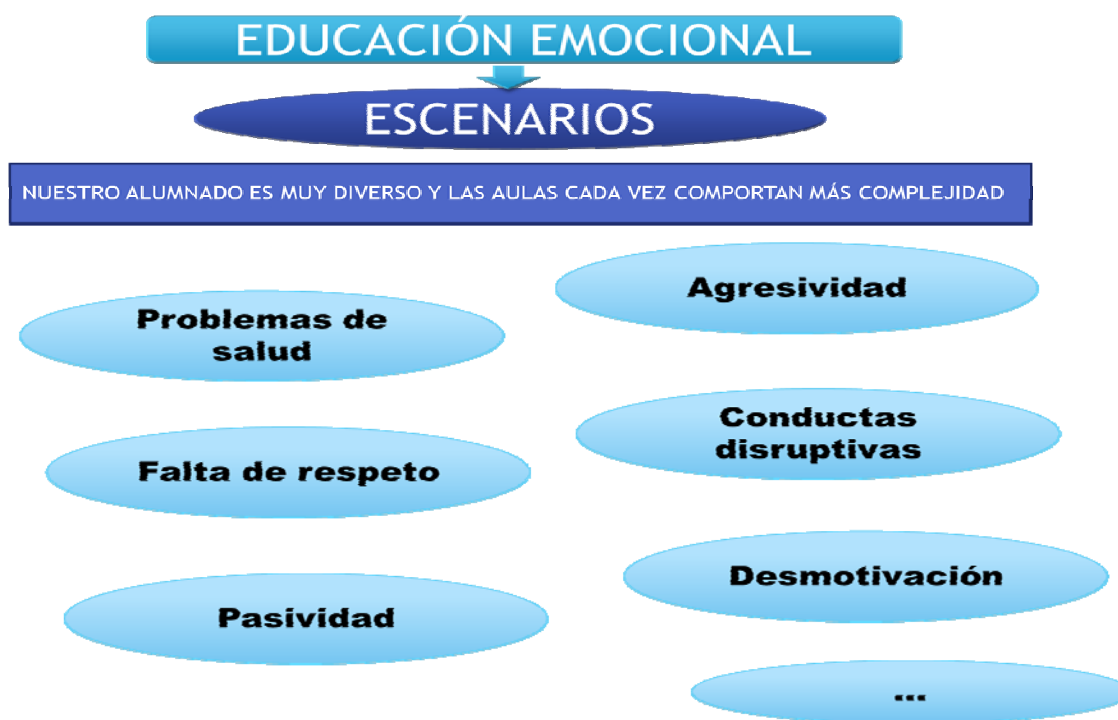 EDUCACIÓN EMOCIONAL
ESCENARIOS
NUESTRO ALUMNADO ES MUY DIVERSO Y LAS AULAS CADA VEZ COMPORTAN MÁS COMPLEJIDAD
Agresividad
Problemas de
salud
Conductas
disruptivas
Falta de respeto
Desmotivación
Pasividad
...